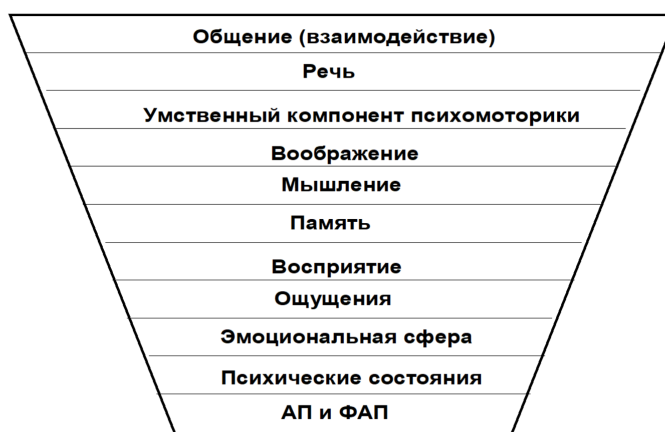 Общение (взаимодействие)
Речь
Умственный компонент психомоторики
Воображение
Мышление
Память
Восприятие
Ощущения
Эмоциональная сфера
Психические состояния
АП и ФАП